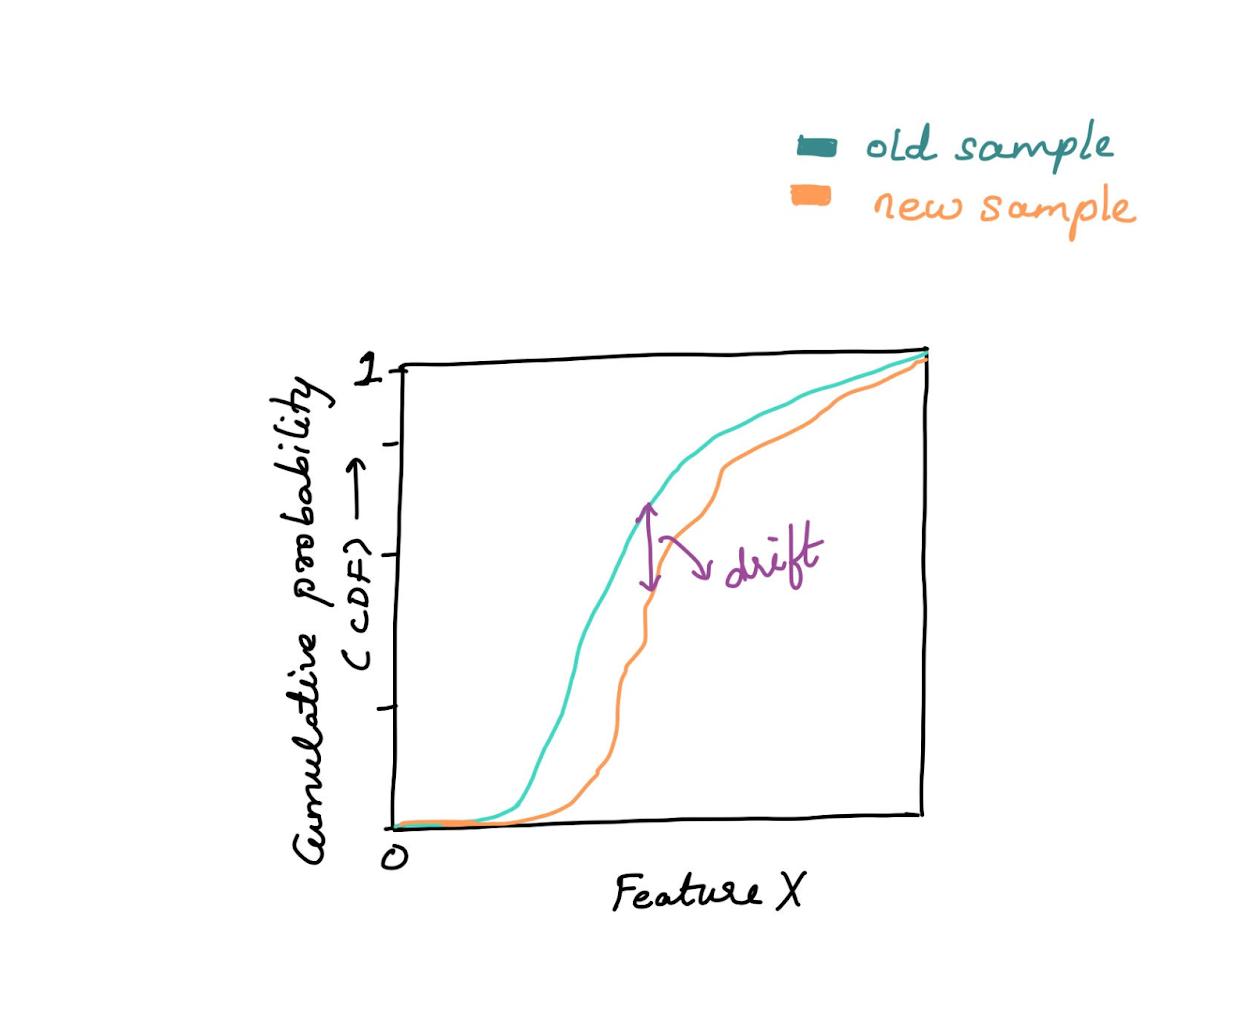 old sample
new sample
1
Cumulative probability
(CDF)
drift
0
Feature X